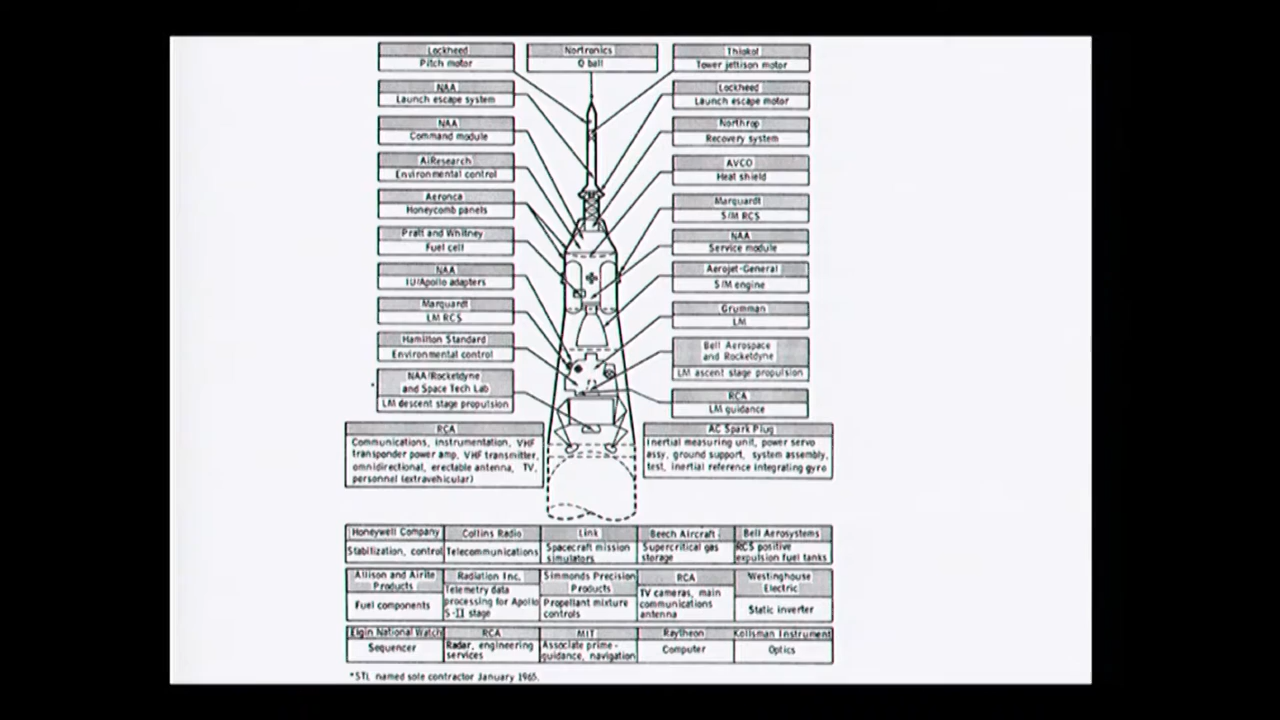 Lockheed
Pitch motor
Nortronics
Q ball
Thiokol
Tower jettison motor
NAA
Launch escape system
Lockheed
Launch escape motor
NAA
Command module
Northrop
Recovery system
AiResearch
Environmental control
AVCO
Heat shield
Aeronca
Honeycomb panels
Marquardt
S/M RCS
Pratt and Whitney
Fuel cell
NAA
Service module
NAA
IU/Apollo adapters
Aerojet-General
S/M engine
Marquardt
LM RCS
Grumman
LM
Hamilton Standard
Environmental control
Bell Aerospace
and Rocketdyne
LM ascent stage propulsion
NAA/Rocketdyne
and Space Tech Lab
LM descent stage propulsion
RCA
LM guidance
RCA
Communications, instrumentation, VHF
transponder power amp, VHF transmitter,
omnidirectional, erectable antenna, TV,
personnel (extravehicular)
AC Spark Plug
Inertial measuring unit, power servo
assy, ground support, system assembly,
test, inertial reference integrating gyro
Honeywell Company
Stabilization, control
Collins Radio
Telecommunications
Link
Spacecraft mission
simulators
Beech Aircraft
Supercritical gas
storage
Bell Aerosystems
RCS positive
expulsion fuel tanks
Allison and Airite
Products
Fuel components
Radiation Inc.
Telemetry data
processing for Apollo
S-II stage
Simmonds Precision
Products
Propellant mixture
controls
RCA
TV cameras, main
communications
antenna
Westinghouse
Electric
Static inverter
Elgin National Watch
Sequencer
RCA
Radar, engineering
services
MIT
Associate prime-
guidance, navigation
Raytheon
Computer
Kollsman Instrument
Optics
*STL named sole contractor January 1965.